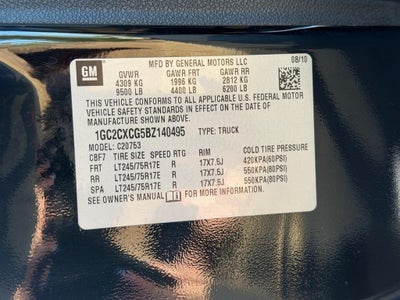 GM
MFD BY GENERAL MOTORS LLC
08/10
GVWR GAWR FRT GAWR RR
4309 KG 1996 KG 2812 KG
9500 LB 4400 LB 6200 LB
THIS VEHICLE CONFORMS TO ALL APPLICABLE U.S. FEDERAL MOTOR
VEHICLE SAFETY STANDARDS IN EFFECT ON THE DATE OF
MANUFACTURE SHOWN ABOVE.
1GC2CXCG5BZ140495 TYPE: TRUCK
MODEL: C20753
CBF7 TIRE SIZE SPEED RTG RIM COLD TIRE PRESSURE
FRT LT245/75R17E R 17X7.5J 420KPA(60PSI)
RR LT245/75R17E R 17X7.5J 550KPA(80PSI)
SPA LT245/75R17E R 17X7.5J 550KPA(80PSI)
SEE OWNER'S MANUAL FOR MORE INFORMATION.